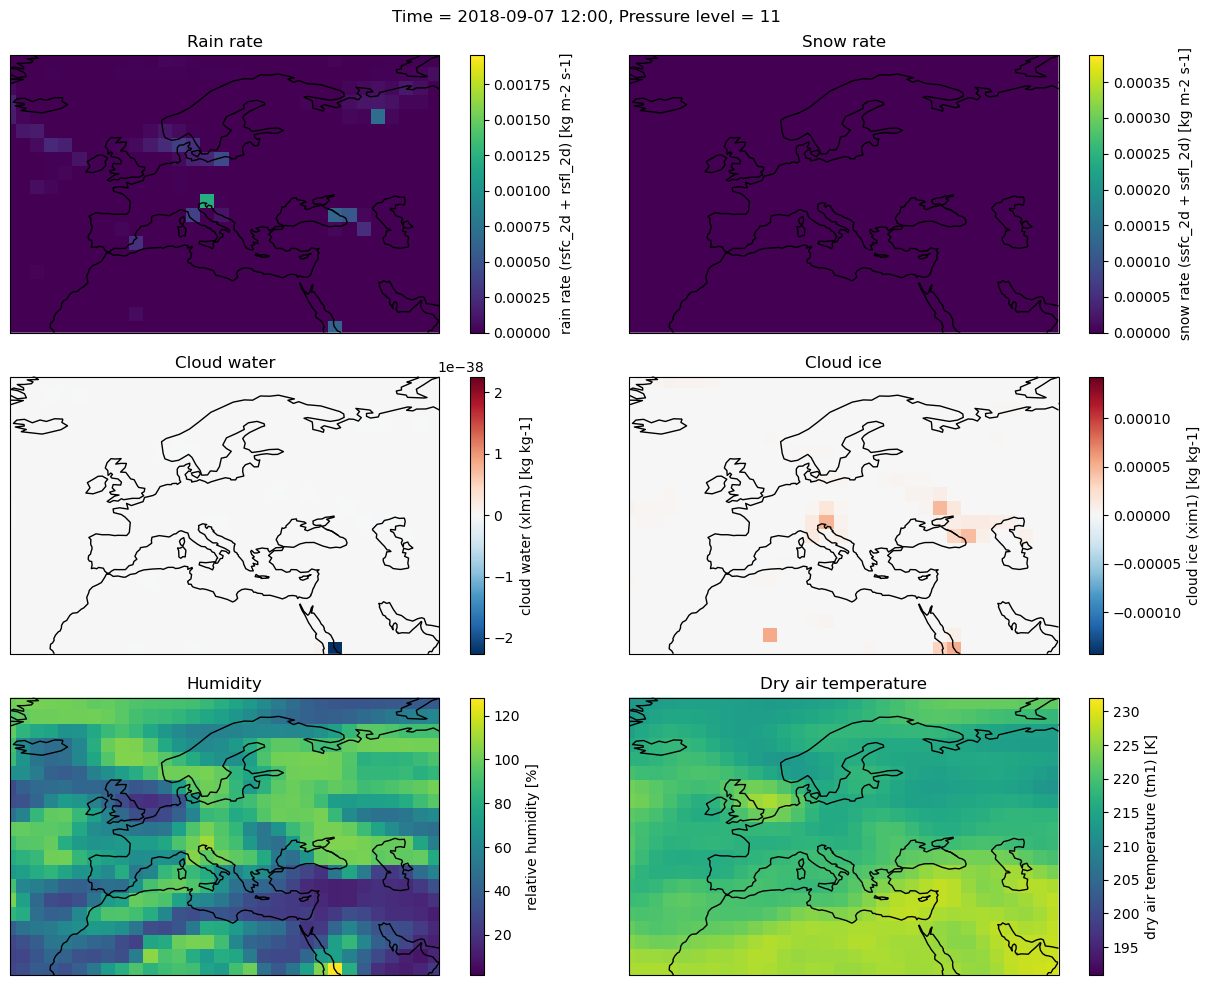 Time = 2018-09-07 12:00, Pressure level = 11
Rain rate
0.00175
0.00150
0.00125
0.00100
0.00075
0.00050
0.00025
0.00000
rain rate (rsfc_2d + rsfl_2d) [kg m-2 s-1]
Snow rate
0.00035
0.00030
0.00025
0.00020
0.00015
0.00010
0.00005
0.00000
snow rate (ssfc_2d + ssfl_2d) [kg m-2 s-1]
Cloud water
1e−38
2
1
0
−1
−2
cloud water (xlm1) [kg kg-1]
Cloud ice
0.00010
0.00005
0.00000
−0.00005
−0.00010
cloud ice (xim1) [kg kg-1]
Humidity
120
100
80
60
40
20
relative humidity [%]
Dry air temperature
230
225
220
215
210
205
200
195
dry air temperature (tm1) [K]